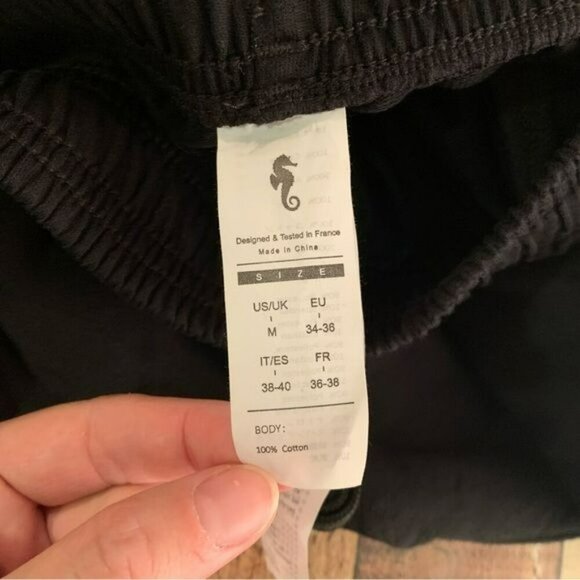 Designed & Tested In France
Made in China
SIZE
US/UK EU
M 34-36
IT/ES FR
38-40 36-38
BODY:
100% Cotton